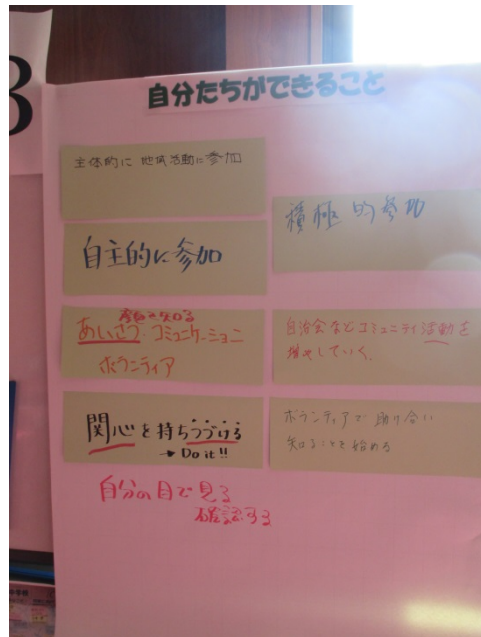 自分たちができること
主体的に 地域活動に参加
積極的参加
自主的に参加
顔を知る
あいさつ・コミュニケーション
ボランティア
自治会などコミュニティ活動を
増やしていく。
関心を持ちつづける
→ Do it!!
ボランティアで助け合い
知ることを始める
自分の目で見る
確認する